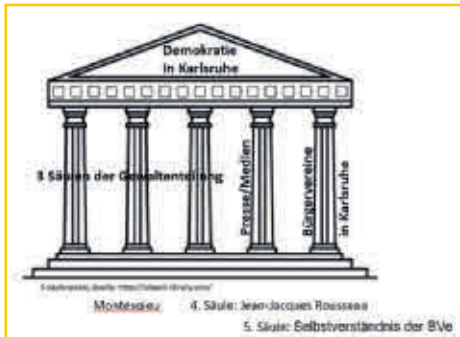 Demokratie
in Karlsruhe
3 Säulen der Gewaltenteilung
Presse/Medien
Bürgervereine
in Karlsruhe
Montesqieu 4. Säule: Jean-Jacques Rousseau
5. Säule: Selbstverständnis der BVe